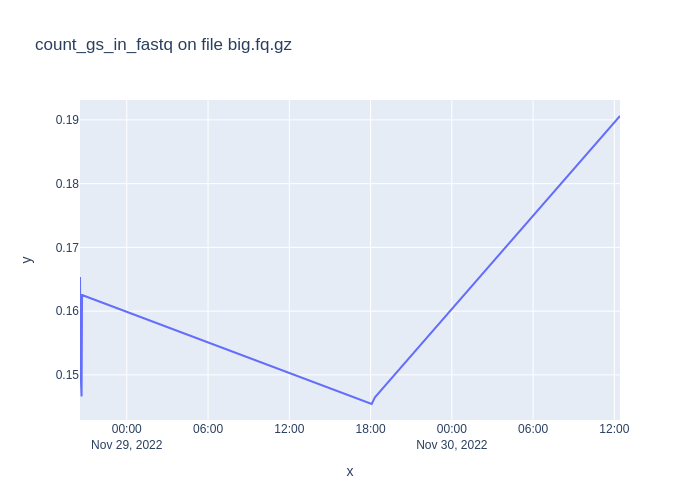 count_gs_in_fastq on file big.fq.gz
0.19
0.18
0.17
0.16
0.15
y
00:00 06:00 12:00 18:00 00:00 06:00 12:00
Nov 29, 2022 Nov 30, 2022
x